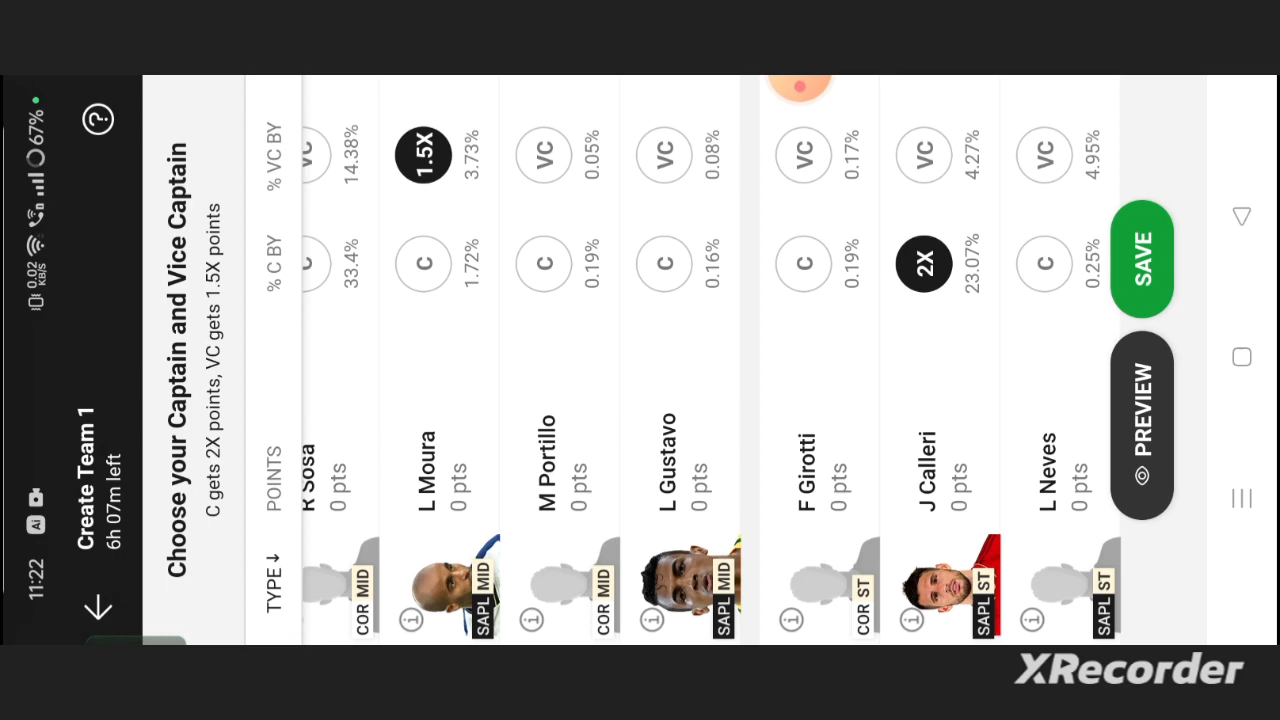 11:22
Ai
0.02
KB/S
67%
Create Team 1
6h 07m left
?
Choose your Captain and Vice Captain
C gets 2X points, VC gets 1.5X points
TYPE ↓ POINTS % C BY % VC BY
R Sosa C VC
0 pts 33.4% 14.38%
COR MID
L Moura C 1.5X
0 pts 1.72% 3.73%
SAPL MID
M Portillo C VC
0 pts 0.19% 0.05%
COR MID
L Gustavo C VC
0 pts 0.16% 0.08%
SAPL MID
F Girotti C VC
0 pts 0.19% 0.17%
COR ST
J Calleri 2X VC
0 pts 23.07% 4.27%
SAPL ST
L Neves C VC
0 pts 0.25% 4.95%
SAPL ST
PREVIEW SAVE
XRecorder